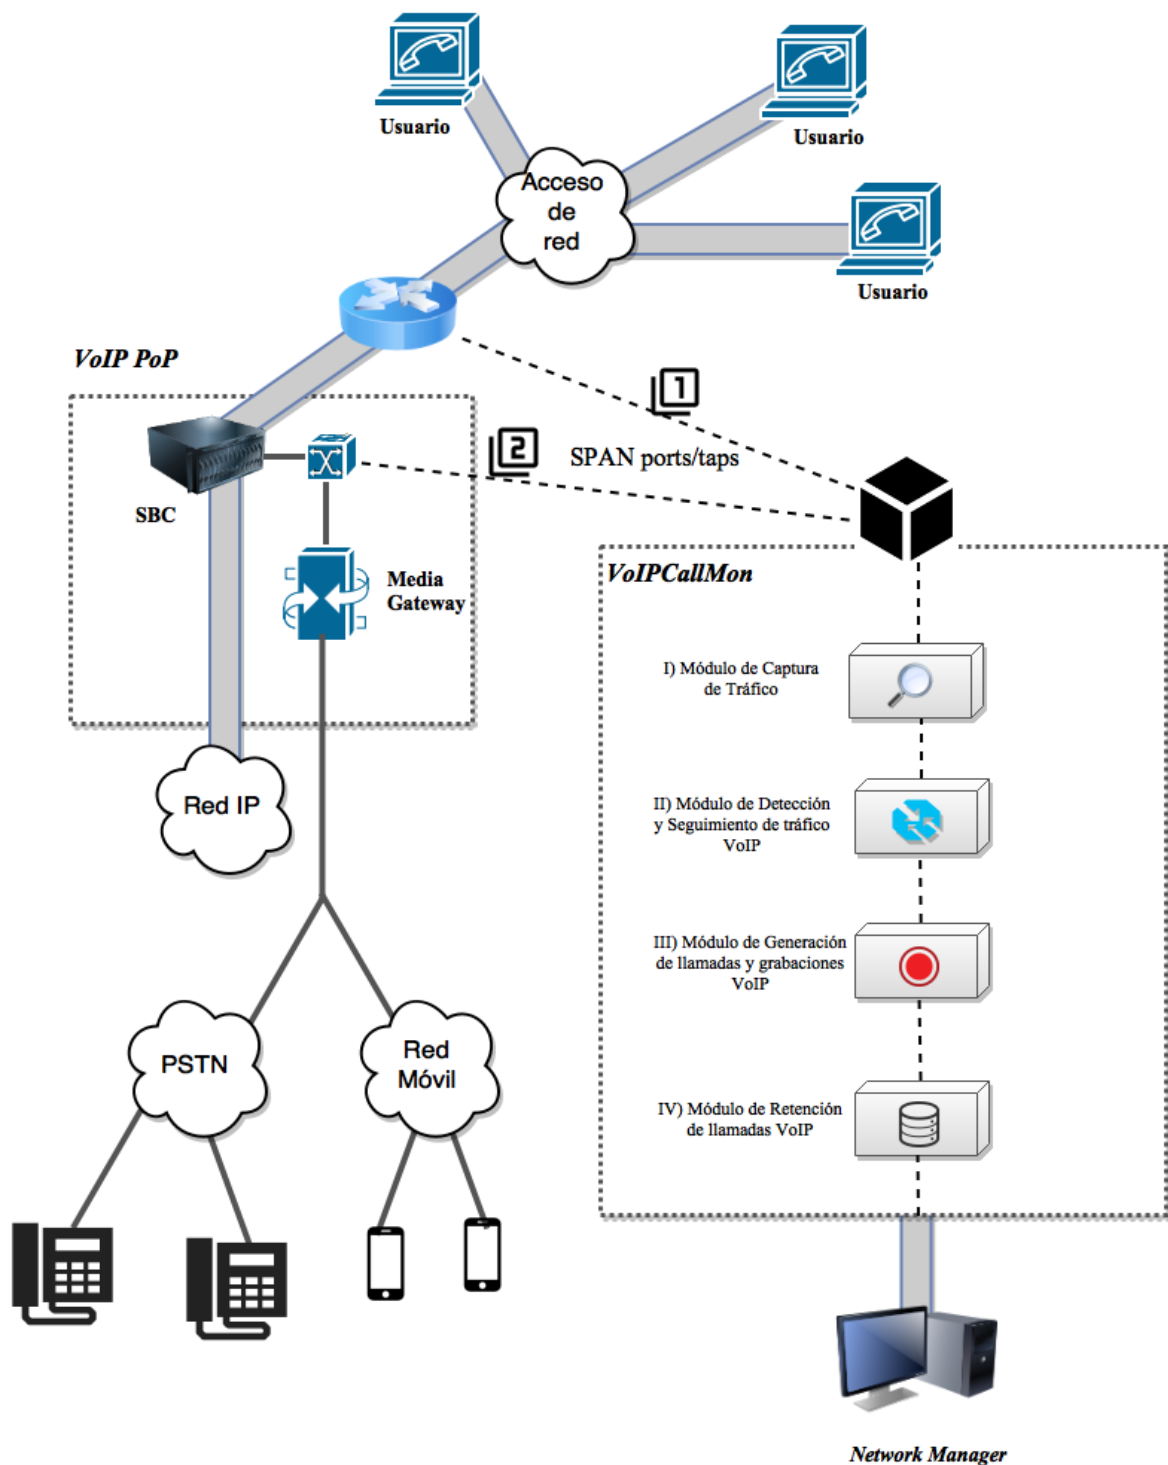 Usuario
Usuario
Acceso
de
red
Usuario
VoIP PoP
1
2
SPAN ports/taps
SBC
Media
Gateway
VoIPCallMon
I) Módulo de Captura
de Tráfico
Red IP
II) Módulo de Detección
y Seguimiento de tráfico
VoIP
III) Módulo de Generación
de llamadas y grabaciones
VoIP
PSTN
Red
Móvil
IV) Módulo de Retención
de llamadas VoIP
Network Manager